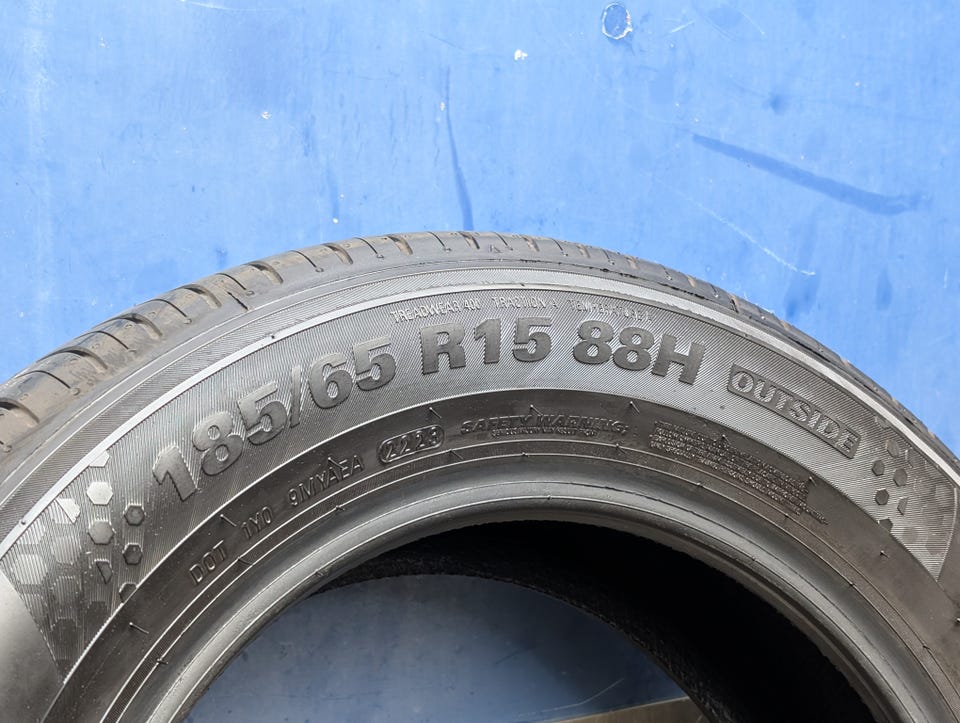 TREADWEAR 400 TRACTION A TEMPERATURE
185/65 R15 88H
OUTSIDE
DOT 1Y0 9MYAEA 2223
SAFETY WARNING